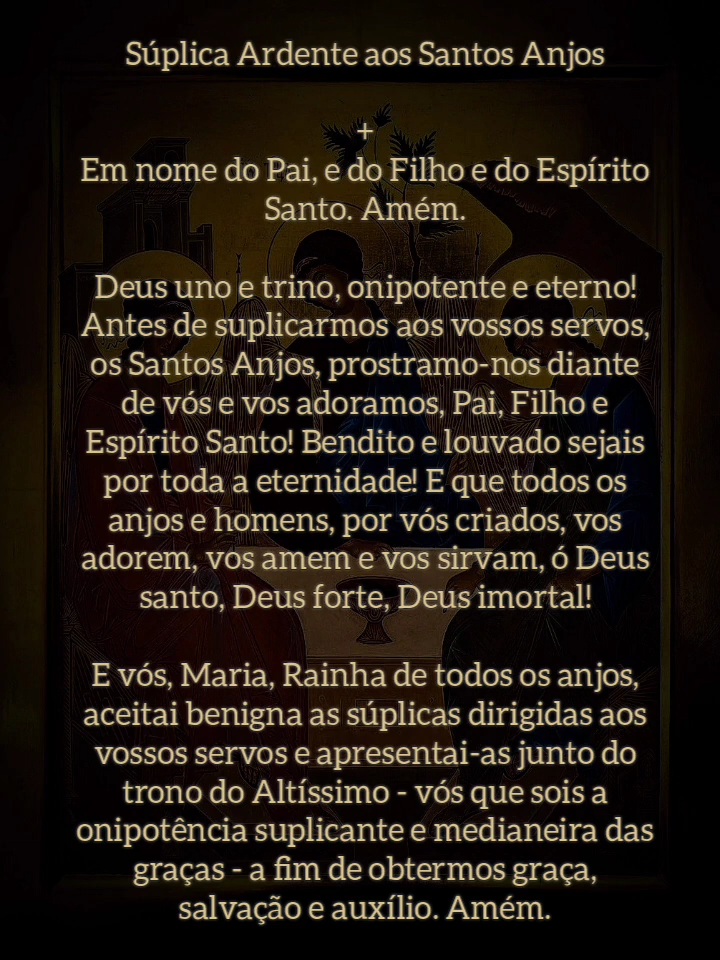 Súplica Ardente aos Santos Anjos
+
Em nome do Pai, e do Filho e do Espírito
Santo. Amém.
Deus uno e trino, onipotente e eterno!
Antes de suplicarmos aos vossos servos,
os Santos Anjos, prostramo-nos diante
de vós e vos adoramos, Pai, Filho e
Espírito Santo! Bendito e louvado sejais
por toda a eternidade! E que todos os
anjos e homens, por vós criados, vos
adorem, vos amem e vos sirvam, ó Deus
santo, Deus forte, Deus imortal!
E vós, Maria, Rainha de todos os anjos,
aceitai benigna as súplicas dirigidas aos
vossos servos e apresentai-as junto do
trono do Altíssimo - vós que sois a
onipotência suplicante e medianeira das
graças - a fim de obtermos graça,
salvação e auxílio. Amém.